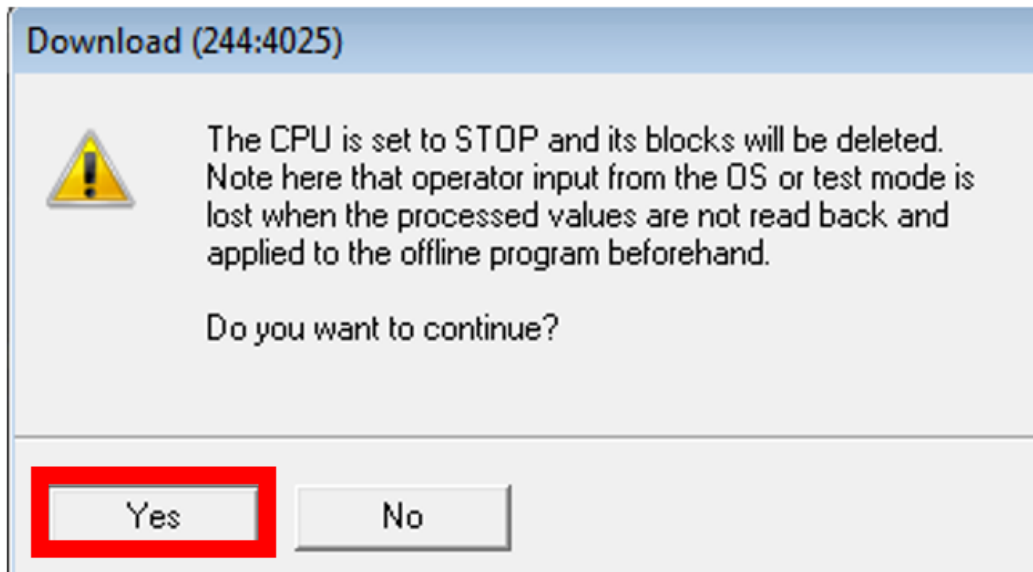 Download (244:4025)
The CPU is set to STOP and its blocks will be deleted.
Note here that operator input from the OS or test mode is
lost when the processed values are not read back and
applied to the offline program beforehand.
Do you want to continue?
Yes No